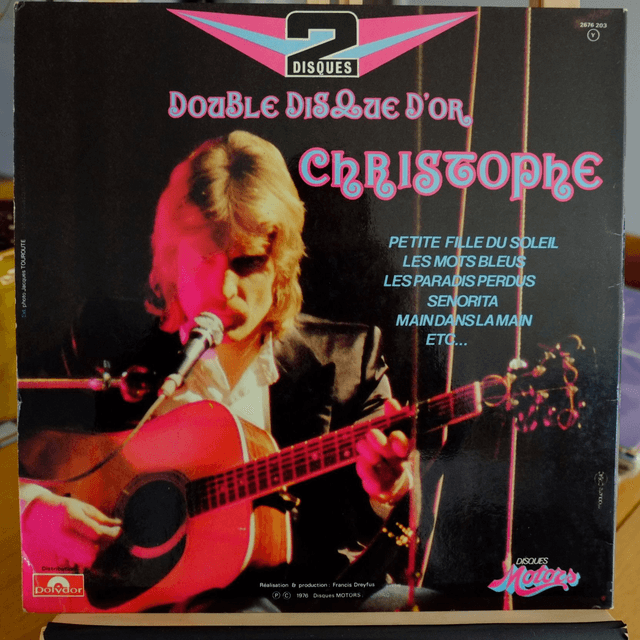 2
DISQUES
2676 203
Y
DOUBLE DISQUE D'OR
CHRISTOPHE
PETITE FILLE DU SOLEIL
LES MOTS BLEUS
LES PARADIS PERDUS
SENORITA
MAIN DANS LA MAIN
ETC...
photo Jacques TOUROUTE
DISQUES
Motors
polydor
Réalisation & production : Francis Dreyfus
Ⓟ Ⓒ 1976 Disques MOTORS